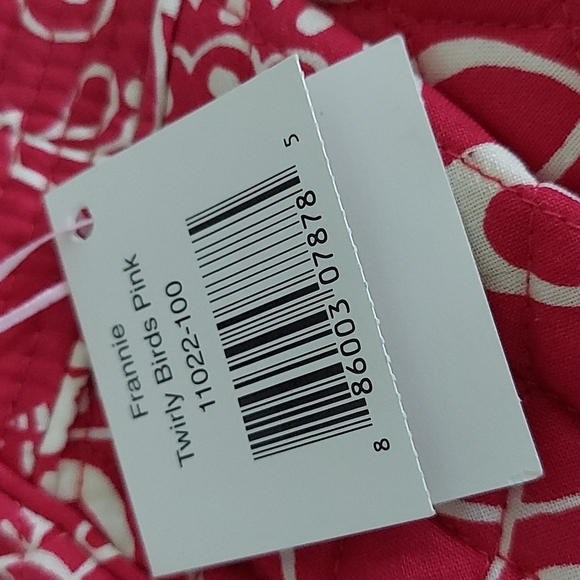 Frannie
Twirly Birds Pink
11022-100
8 86003 07878 5